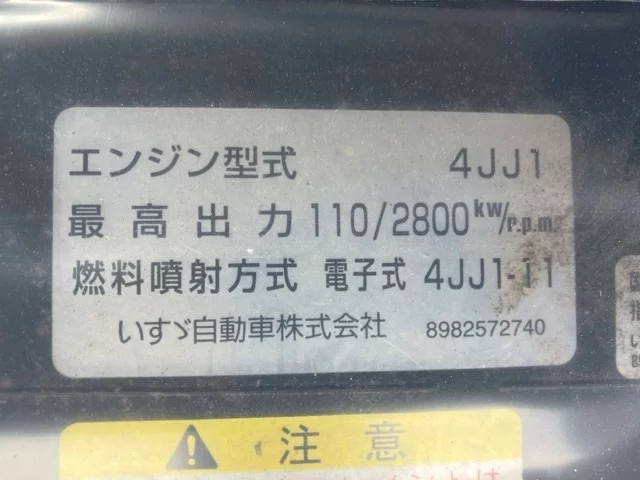 エンジン型式 4JJ1
最高出力 110/2800 kw/r.p.m.
燃料噴射方式 電子式 4JJ1-11
いすゞ自動車株式会社 8982572740
注意